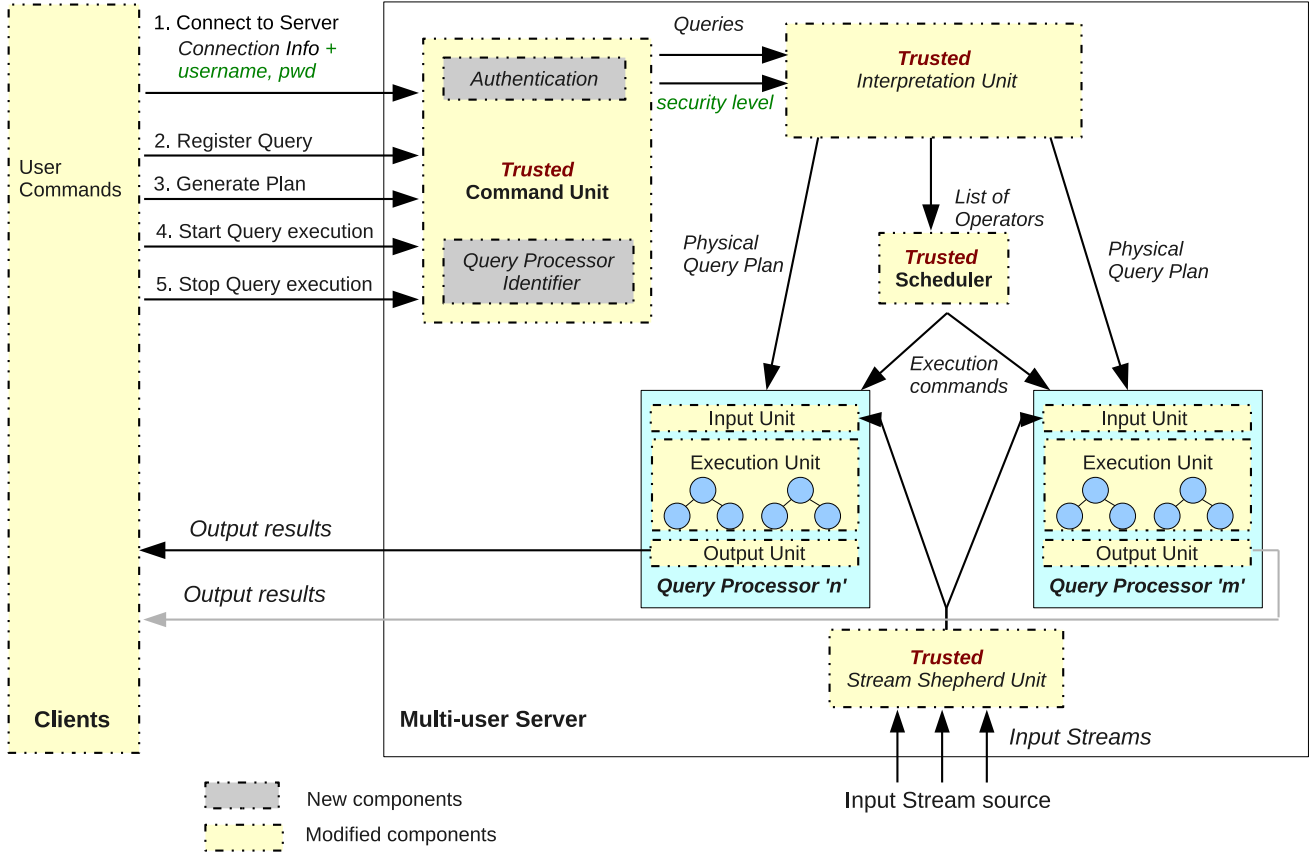 1. Connect to Server
Connection Info +
username, pwd
2. Register Query
3. Generate Plan
4. Start Query execution
5. Stop Query execution
User
Commands
Clients
Authentication
Trusted
Command Unit
Query Processor
Identifier
Queries
security level
Trusted
Interpretation Unit
List of
Operators
Physical
Query Plan
Trusted
Scheduler
Physical
Query Plan
Execution
commands
Input Unit
Execution Unit
Output Unit
Query Processor 'n'
Input Unit
Execution Unit
Output Unit
Query Processor 'm'
Output results
Output results
Trusted
Stream Shepherd Unit
Multi-user Server
Input Streams
Input Stream source
New components
Modified components